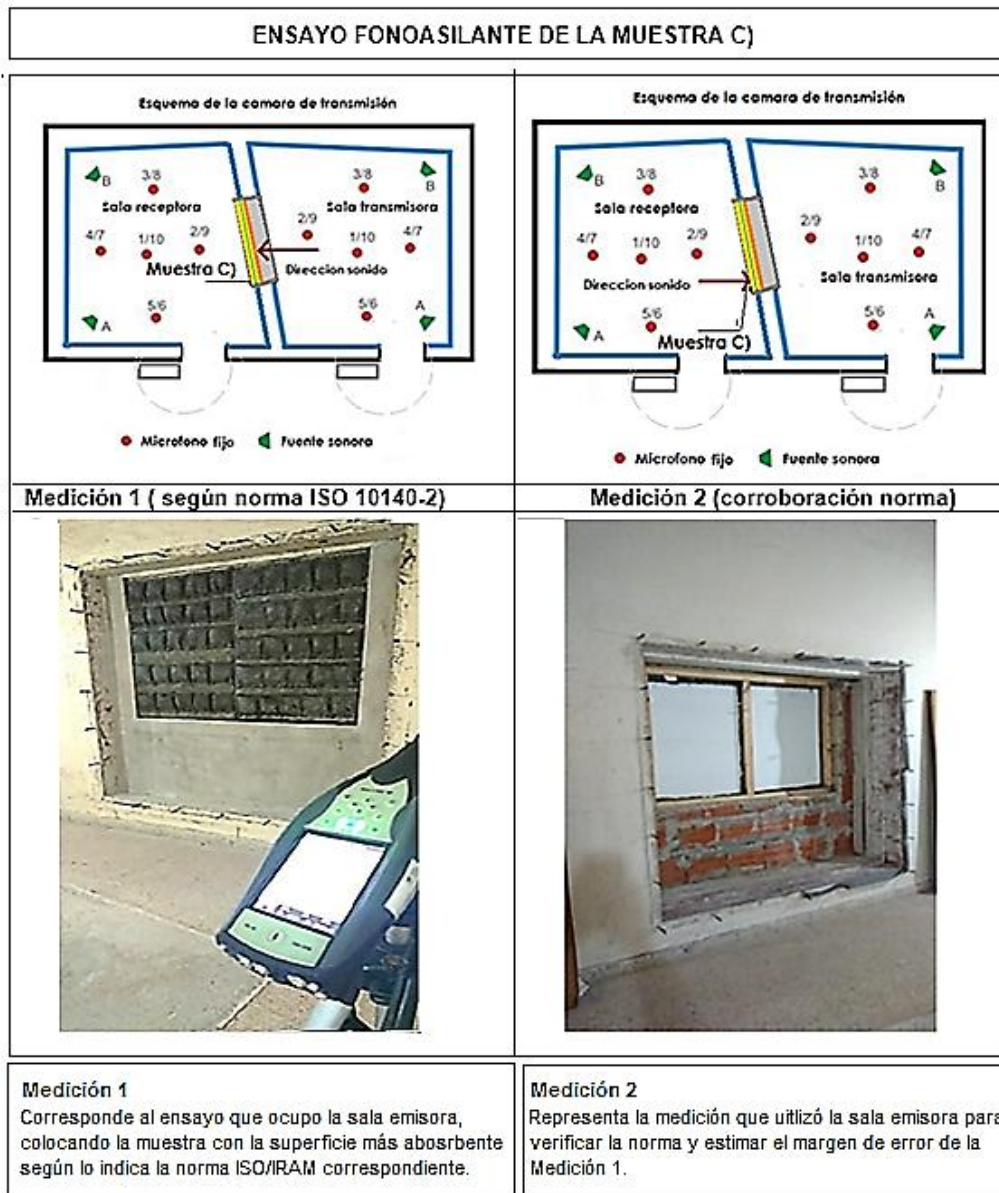 ENSAYO FONOASILANTE DE LA MUESTRA C)
Esquema de la camara de transmisión
B
3/8
3/8
B
Sala receptora
Sala transmisora
4/7
1/10
2/9
2/9
1/10
4/7
Muestra C)
Direccion sonido
A
5/6
5/6
A
Microfono fijo
Fuente sonora
Esquema de la camara de transmisión
B
3/8
3/8
B
Sala receptora
4/7
1/10
2/9
2/9
1/10
4/7
Direccion sonido
Sala transmisora
A
5/6
Muestra C)
5/6
A
Microfono fijo
Fuente sonora
Medición 1 ( según norma ISO 10140-2)
Medición 2 (corroboración norma)
Medición 1
Corresponde al ensayo que ocupo la sala emisora,
colocando la muestra con la superficie más abosrbente
según lo indica la norma ISO/IRAM correspondiente.
Medición 2
Representa la medición que uitlizó la sala emisora para
verificar la norma y estimar el margen de error de la
Medición 1.